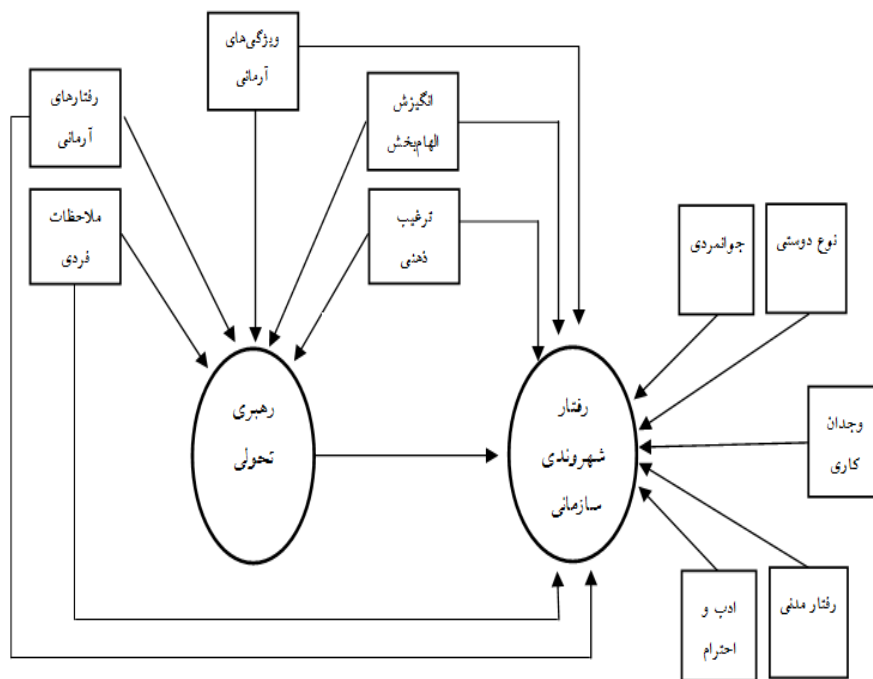 ویژگی‌های
آرمانی
رفتارهای
آرمانی
انگیزش
الهام‌بخش
ملاحظات
فردی
ترغیب
ذهنی
جوانمردی
نوع دوستی
وجدان
کاری
رهبری
تحولی
رفتار
شهروندی
سازمانی
ادب و
احترام
رفتار مدنی